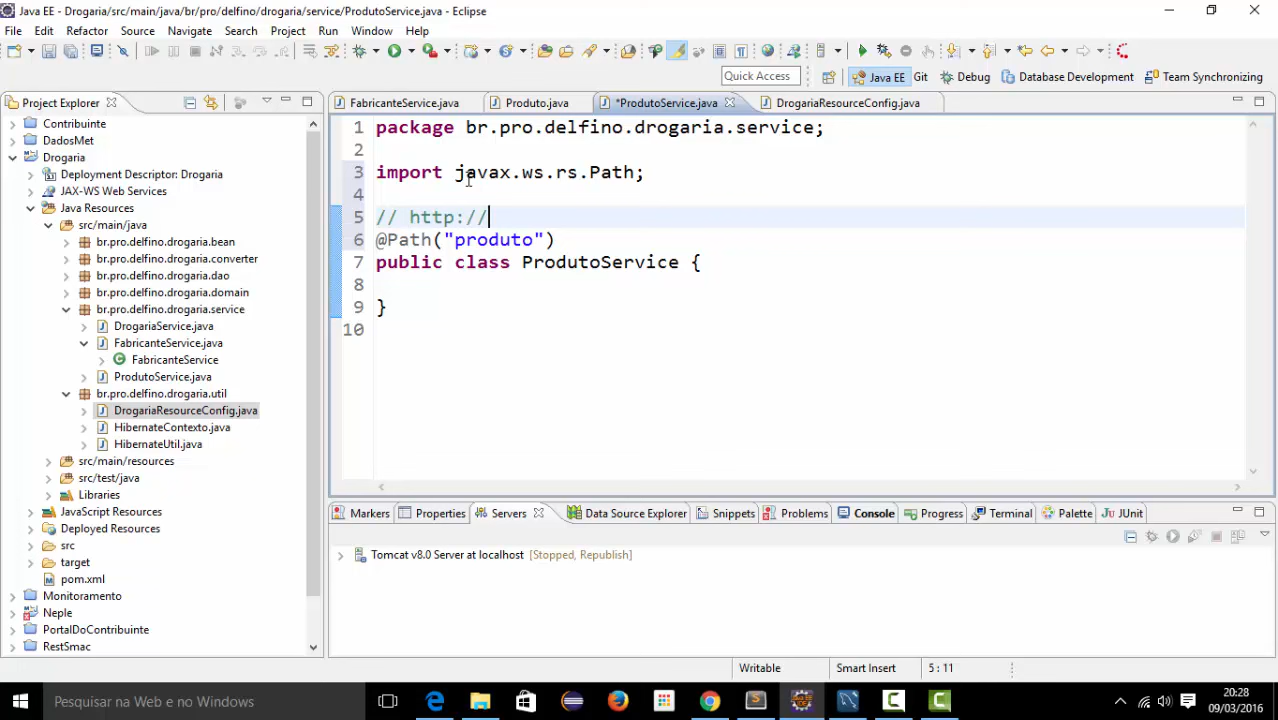 Java EE - Drogaria/src/main/java/br/pro/delfino/drogaria/service/ProdutoService.java - Eclipse
File Edit Refactor Source Navigate Search Project Run Window Help
Quick Access
Java EE Git Debug Database Development Team Synchronizing
Project Explorer
Contribuinte
DadosMet
Drogaria
Deployment Descriptor: Drogaria
JAX-WS Web Services
Java Resources
src/main/java
br.pro.delfino.drogaria.bean
br.pro.delfino.drogaria.converter
br.pro.delfino.drogaria.dao
br.pro.delfino.drogaria.domain
br.pro.delfino.drogaria.service
DrogariaService.java
FabricanteService.java
FabricanteService
ProdutoService.java
br.pro.delfino.drogaria.util
DrogariaResourceConfig.java
HibernateContexto.java
HibernateUtil.java
src/main/resources
src/test/java
Libraries
JavaScript Resources
Deployed Resources
src
target
pom.xml
Monitoramento
Neple
PortalDoContribuinte
RestSmac
FabricanteService.java Produto.java *ProdutoService.java DrogariaResourceConfig.java
1 package br.pro.delfino.drogaria.service;
2
3 import javax.ws.rs.Path;
4
5 // http://
6 @Path("produto")
7 public class ProdutoService {
8
9 }
10
Markers Properties Servers Data Source Explorer Snippets Problems Console Progress Terminal Palette JUnit
Tomcat v8.0 Server at localhost [Stopped, Republish]
Writable Smart Insert 5 : 11
Pesquisar na Web e no Windows
20:28
09/03/2016